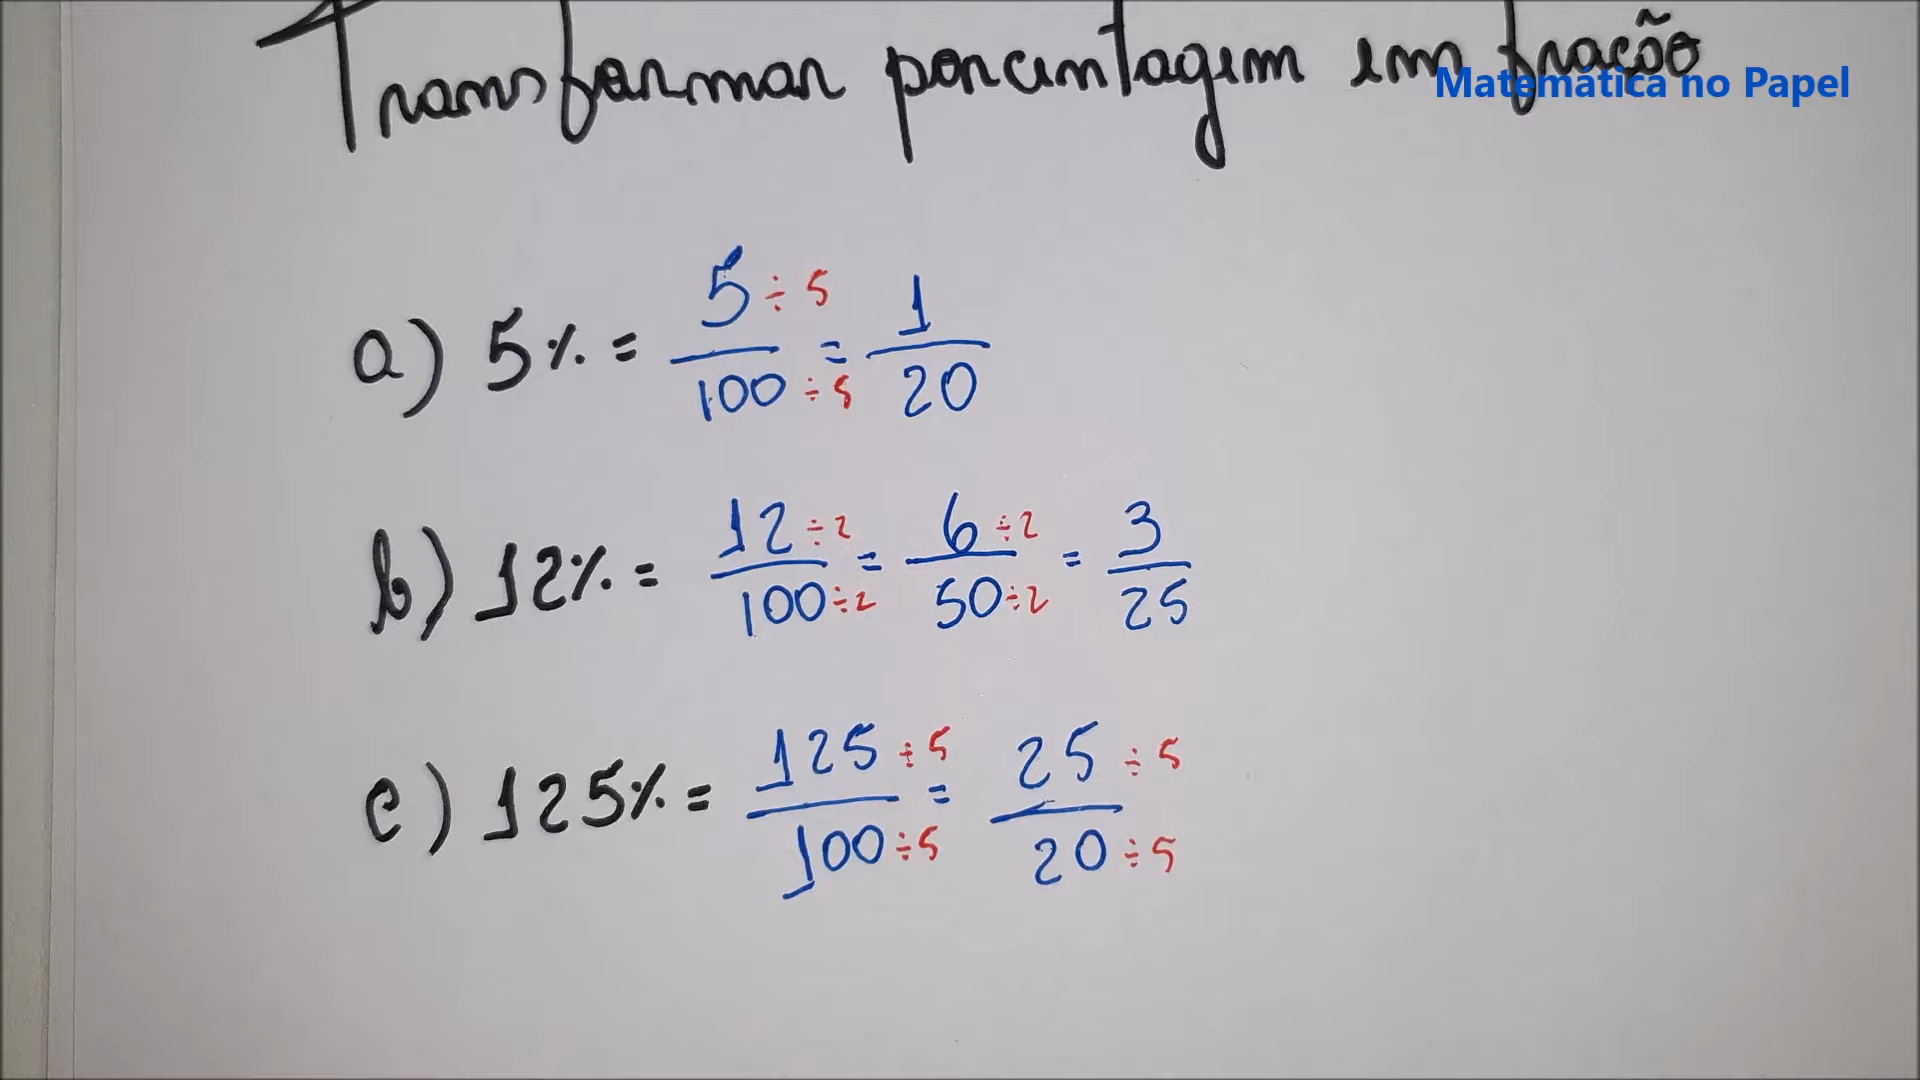 Transformar porcentagem em fração
Matemática no Papel
a) 5% = 5 ÷ 5 / 100 ÷ 5 = 1 / 20
b) 12% = 12 ÷ 2 / 100 ÷ 2 = 6 ÷ 2 / 50 ÷ 2 = 3 / 25
c) 125% = 125 ÷ 5 / 100 ÷ 5 = 25 ÷ 5 / 20 ÷ 5